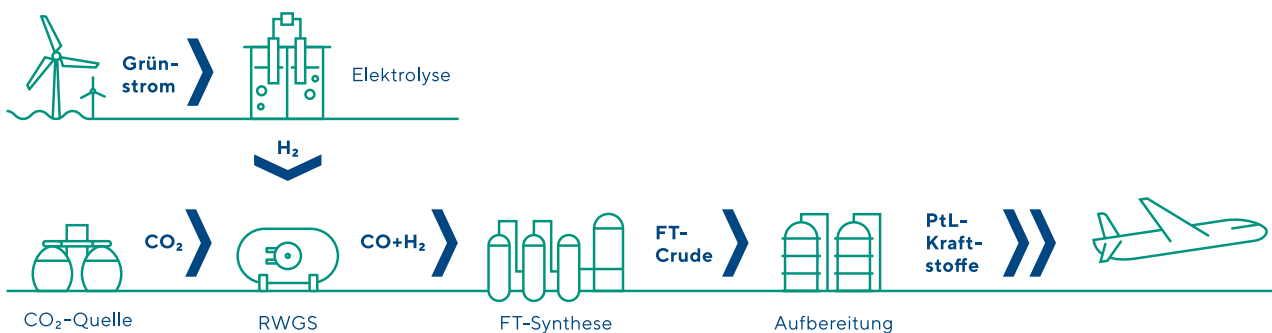 Grün-
strom
Elektrolyse
H₂
CO₂
CO+H₂
FT-
Crude
PtL-
Kraft-
stoffe
CO₂-Quelle
RWGS
FT-Synthese
Aufbereitung